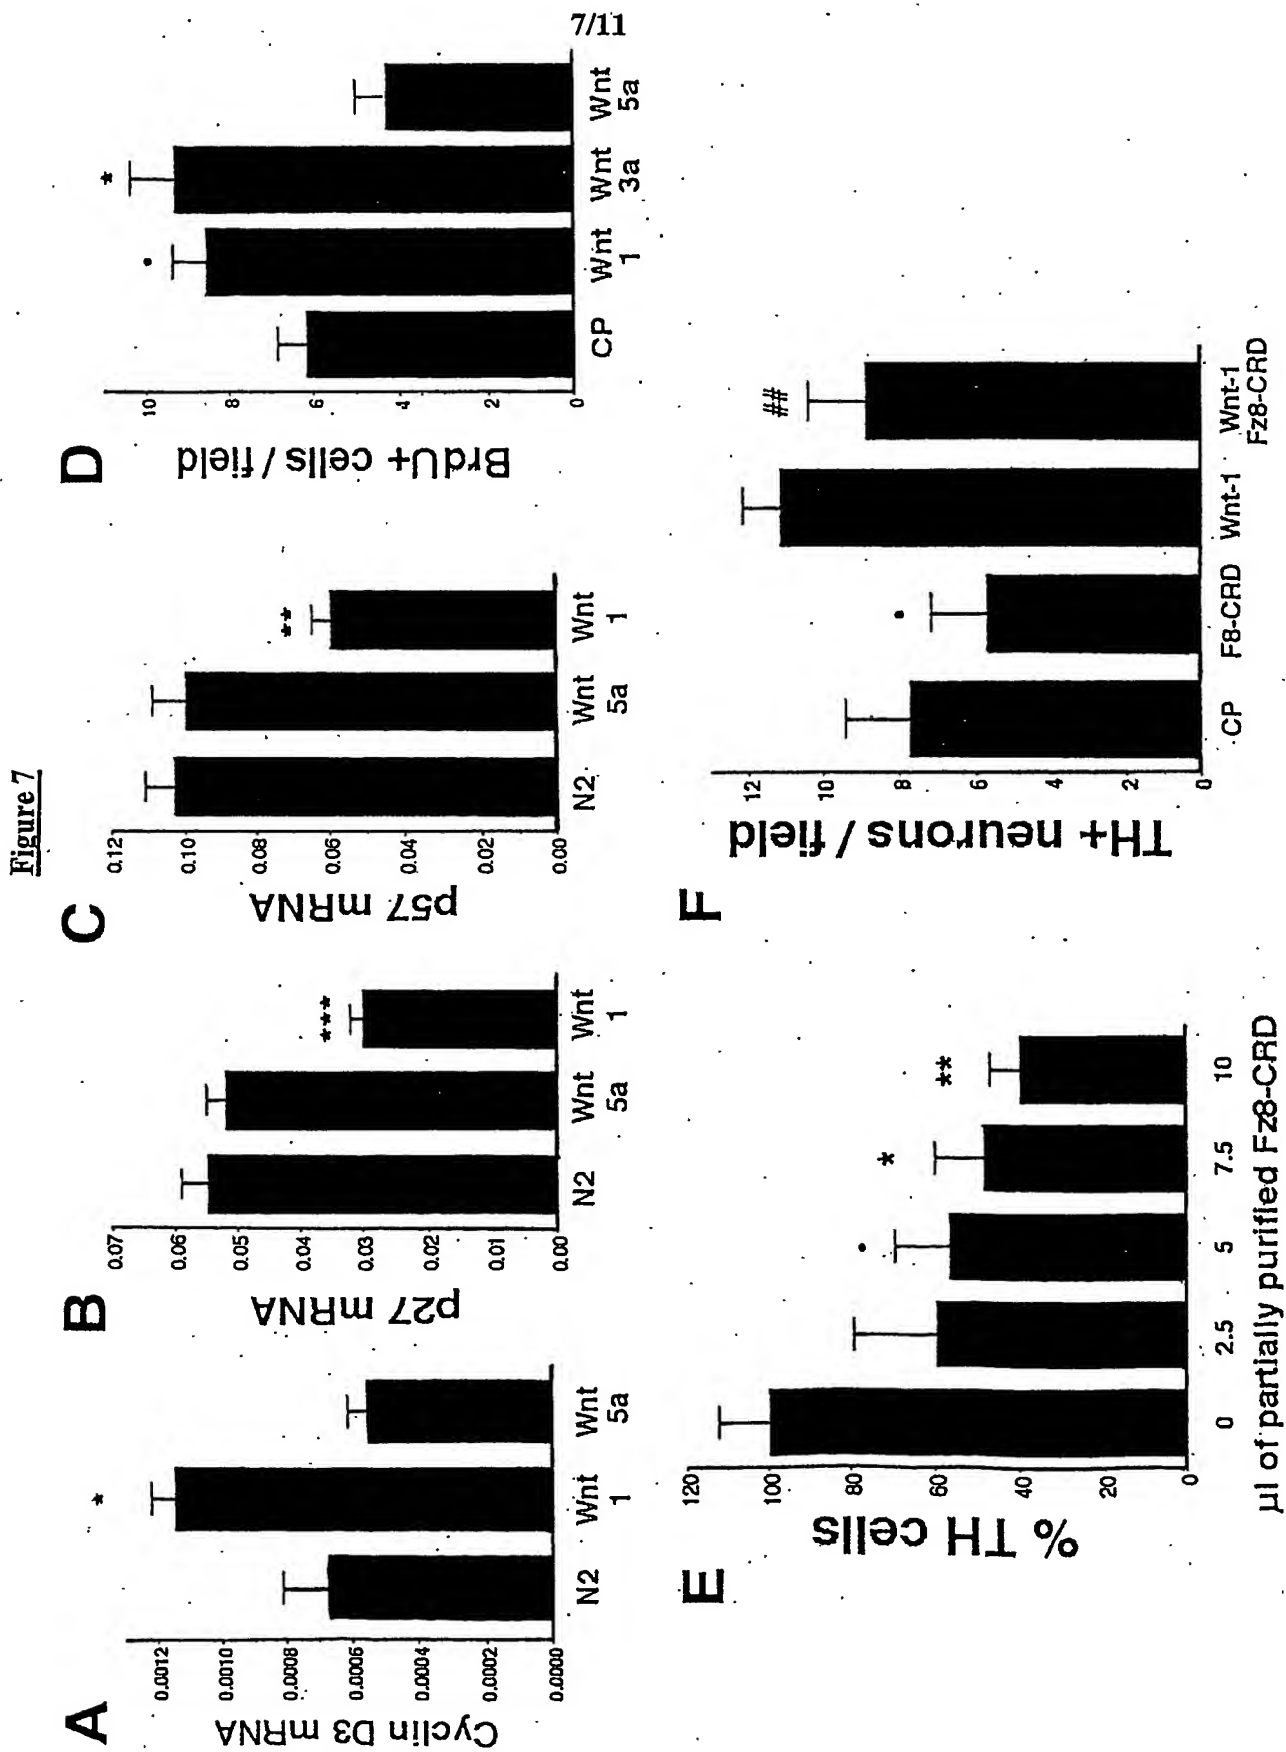 7/11
Figure 7
A
Cyclin D3 mRNA
0.0012
0.0010
0.0008
0.0006
0.0004
0.0002
0.0000
*
N2
Wnt
1
Wnt
5a
B
p27 mRNA
0.07
0.06
0.05
0.04
0.03
0.02
0.01
0.00
***
N2
Wnt
5a
Wnt
1
C
p57 mRNA
0.12
0.10
0.08
0.06
0.04
0.02
0.00
**
N2
Wnt
5a
Wnt
1
D
BrdU+ cells / field
10
8
6
4
2
0
*
CP
Wnt
1
Wnt
3a
Wnt
5a
E
% TH cells
120
100
80
60
40
20
0
*
**
0 2.5 5 7.5 10
µl of partially purified Fz8-CRD
F
TH+ neurons / field
12
10
8
6
4
2
0
##
CP
F8-CRD
Wnt-1
Wnt-1
Fz8-CRD